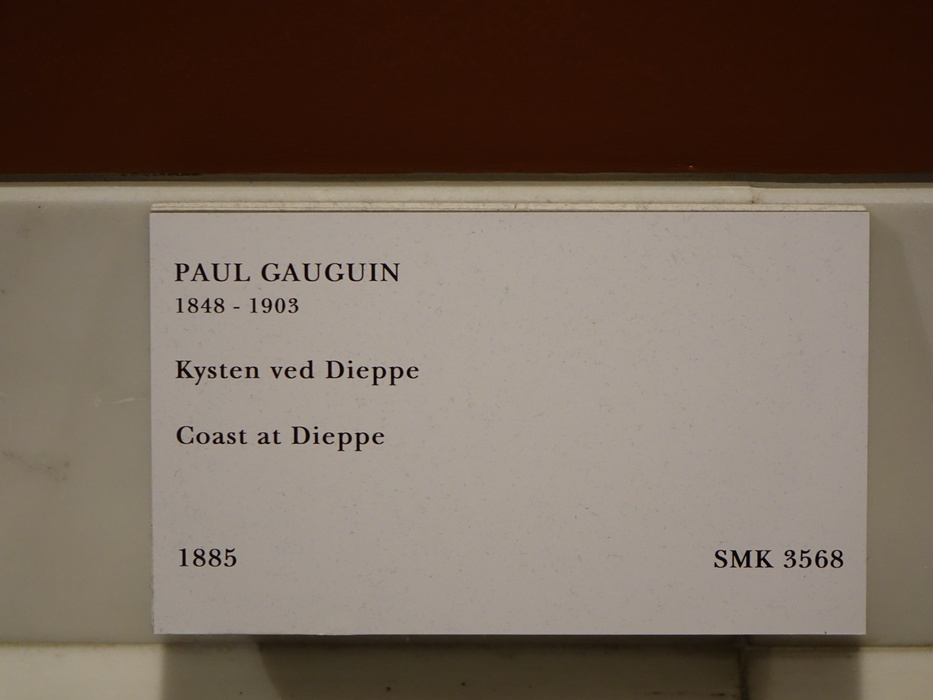 PAUL GAUGUIN
1848 - 1903
Kysten ved Dieppe
Coast at Dieppe
1885 SMK 3568